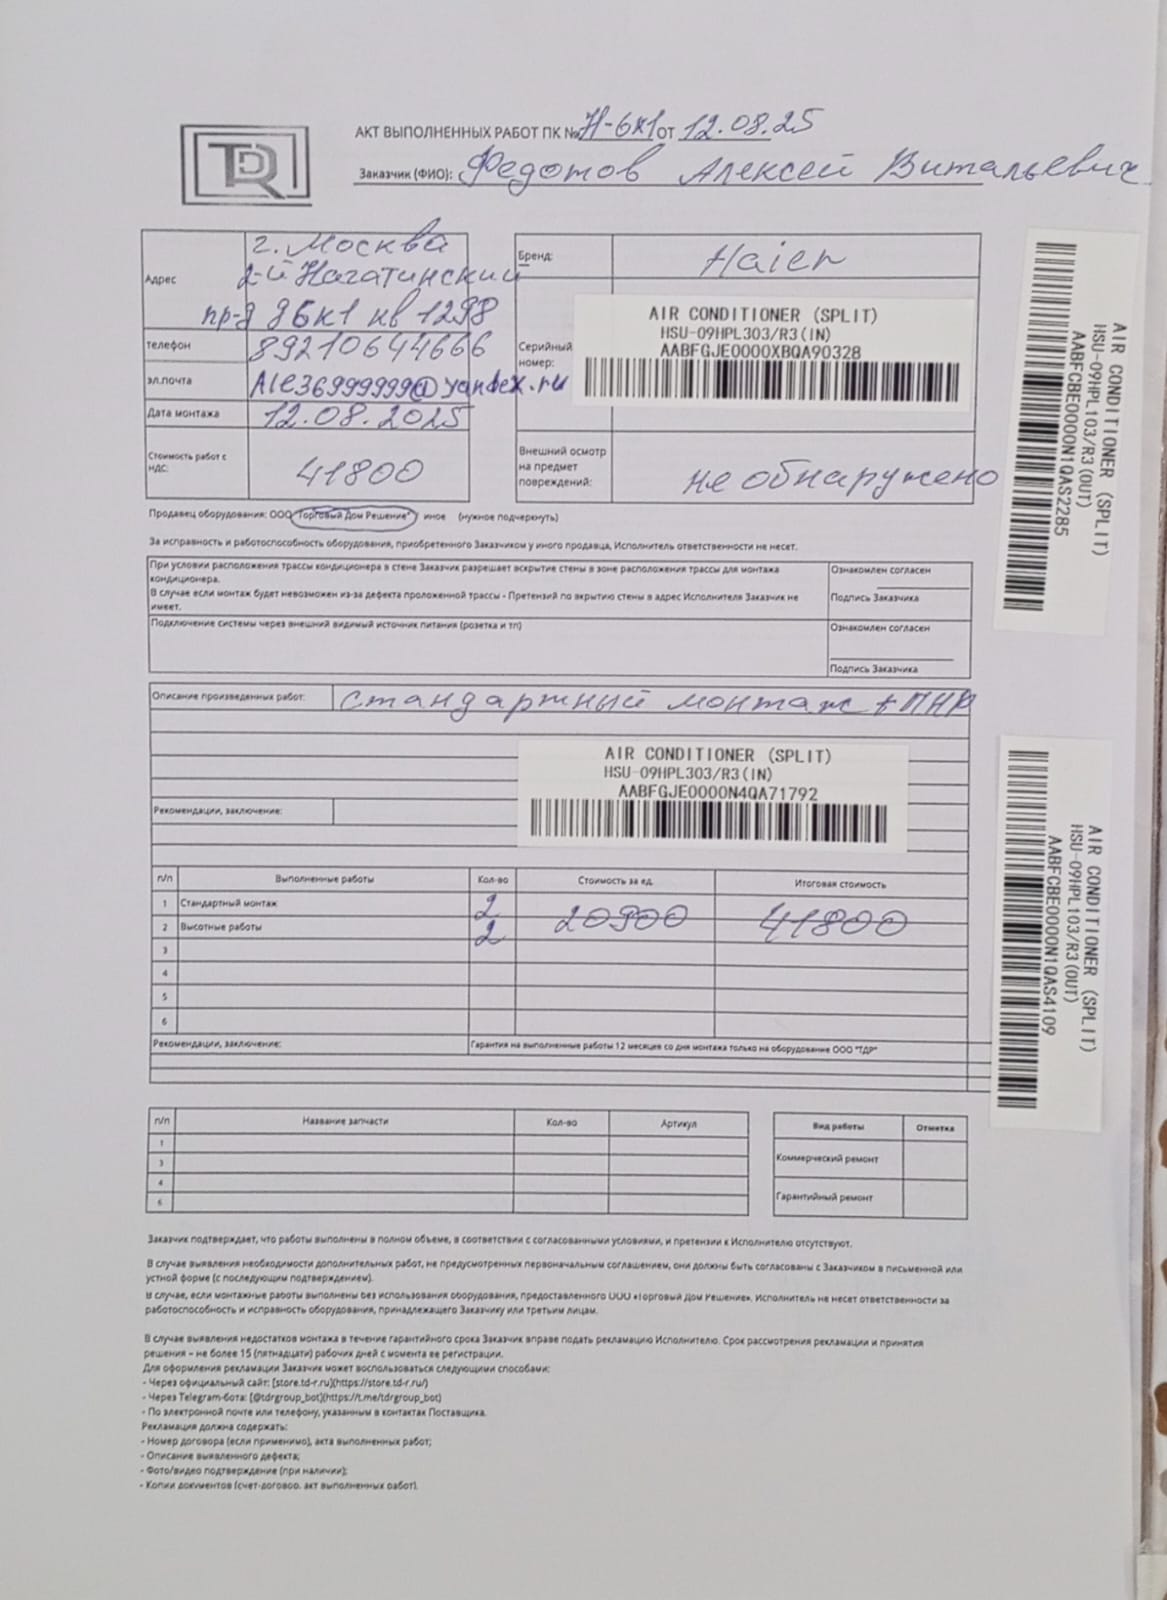 TDR
АКТ ВЫПОЛНЕННЫХ РАБОТ ПК № Н-6к1 от 12.08.25
Заказчик (ФИО): Федотов Алексей Витальевич
Адрес г. Москва 2-й Нагатинский пр-д д6к1 кв 1298
телефон 89210644666
эл.почта Ale36999999@yandex.ru
Дата монтажа 12.08.2025
Стоимость работ с НДС: 41800
Бренд: Haier
Серийный номер:
AIR CONDITIONER (SPLIT)
HSU-09HPL303/R3(IN)
AABFGJE0000XBQA90328
Внешний осмотр на предмет повреждений: не обнаружено
AIR CONDITIONER (SPLIT)
HSU-09HPL103/R3(OUT)
AABFCBE0000N1QAS2285
Продавец оборудования: ООО "Торговый Дом Решение" иное (нужное подчеркнуть)
За исправность и работоспособность оборудования, приобретенного Заказчиком у иного продавца, Исполнитель ответственности не несет.
При условии расположения трассы кондиционера в стене Заказчик разрешает вскрытие стены в зоне расположения трассы для монтажа
кондиционера.
В случае если монтаж будет невозможен из-за дефекта проложенной трассы - Претензий по вкрытию стены в адрес Исполнителя Заказчик не
имеет.
Ознакомлен согласен
Подпись Заказчика
Подключение системы через внешний видимый источник питания (розетка и тп)
Ознакомлен согласен
Подпись Заказчика
Описание произведенных работ: стандартный монтаж + ПНР
AIR CONDITIONER (SPLIT)
HSU-09HPL303/R3(IN)
AABFGJE0000N4QA71792
Рекомендации, заключение:
AIR CONDITIONER (SPLIT)
HSU-09HPL103/R3(OUT)
AABFCBE0000N1QAS4109
п/п Выполненные работы Кол-во Стоимость за ед. Итоговая стоимость
1 Стандартный монтаж 2 20900 41800
2 Высотные работы 2
3
4
5
6
Рекомендации, заключение: Гарантия на выполненные работы 12 месяцев со дня монтажа только на оборудование ООО "ТДР"
п/п Название запчасти Кол-во Артикул
1
3
4
6
Вид работы Отметка
Коммерческий ремонт
Гарантийный ремонт
Заказчик подтверждает, что работы выполнены в полном объеме, в соответствии с согласованными условиями, и претензии к Исполнителю отсутствуют.
В случае выявления необходимости дополнительных работ, не предусмотренных первоначальным соглашением, они должны быть согласованы с Заказчиком в письменной или
устной форме (с последующим подтверждением).
В случае, если монтажные работы выполнены без использования оборудования, предоставленного ООО «Торговый Дом Решение», Исполнитель не несет ответственности за
работоспособность и исправность оборудования, принадлежащего Заказчику или третьим лицам.
В случае выявления недостатков монтажа в течение гарантийного срока Заказчик вправе подать рекламацию Исполнителю. Срок рассмотрения рекламации и принятия
решения – не более 15 (пятнадцати) рабочих дней с момента ее регистрации.
Для оформления рекламации Заказчик может воспользоваться следующими способами:
- Через официальный сайт: [store.td-r.ru](https://store.td-r.ru/)
- Через Telegram-бота: [@tdrgroup_bot](https://t.me/tdrgroup_bot)
- По электронной почте или телефону, указанным в контактах Поставщика.
Рекламация должна содержать:
- Номер договора (если применимо), акта выполненных работ;
- Описание выявленного дефекта;
- Фото/видео подтверждение (при наличии);
- Копии документов (счет-договор, акт выполненных работ).